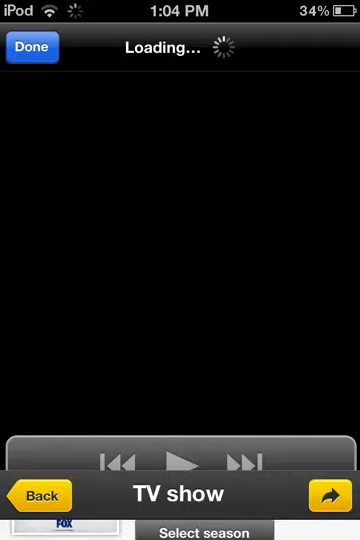 iPod 1:04 PM 34%
Done Loading...
Back TV show
FOX
Select season